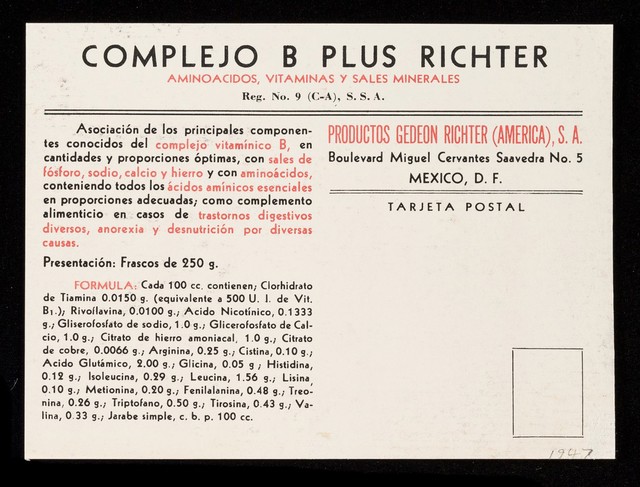 COMPLEJO B PLUS RICHTER
AMINOACIDOS, VITAMINAS Y SALES MINERALES
Reg. No. 9 (C-A), S. S. A.
Asociación de los principales componen-
tes conocidos del complejo vitamínico B, en
cantidades y proporciones óptimas, con sales de
fósforo, sodio, calcio y hierro y con aminoácidos,
conteniendo todos los ácidos amínicos esenciales
en proporciones adecuadas; como complemento
alimenticio en casos de trastornos digestivos
diversos, anorexia y desnutrición por diversas
causas.
Presentación: Frascos de 250 g.
FORMULA: Cada 100 cc. contienen; Clorhidrato
de Tiamina 0.0150 g. (equivalente a 500 U. I. de Vit.
B1.); Rivoflavina, 0.0100 g.; Acido Nicotínico, 0.1333
g.; Gliserofosfato de sodio, 1.0 g.; Glicerofosfato de Cal-
cio, 1.0 g.; Citrato de hierro amoniacal, 1.0 g.; Citrato
de cobre, 0.0066 g.; Arginina, 0.25 g.; Cistina, 0.10 g.;
Acido Glutámico, 2.00 g.; Glicina, 0.05 g.; Histidina,
0.12 g.; Isoleucina, 0.29 g.; Leucina, 1.56 g.; Lisina,
0.10 g.; Metionina, 0.20 g.; Fenilalanina, 0.48 g.; Treo-
nina, 0.26 g.; Triptofano, 0.50 g.; Tirosina, 0.43 g.; Va-
lina, 0.33 g.; Jarabe simple, c. b. p. 100 cc.
PRODUCTOS GEDEON RICHTER (AMERICA), S. A.
Boulevard Miguel Cervantes Saavedra No. 5
MEXICO, D. F.
TARJETA POSTAL
1947